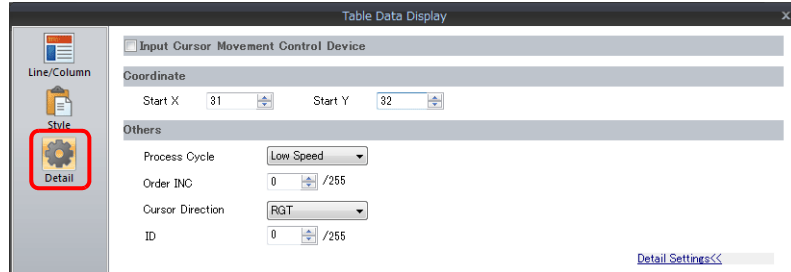 Table Data Display
Line/Column
Style
Detail
Input Cursor Movement Control Device
Coordinate
Start X 31 Start Y 32
Others
Process Cycle Low Speed
Order INC 0 /255
Cursor Direction RGT
ID 0 /255
Detail Settings<<